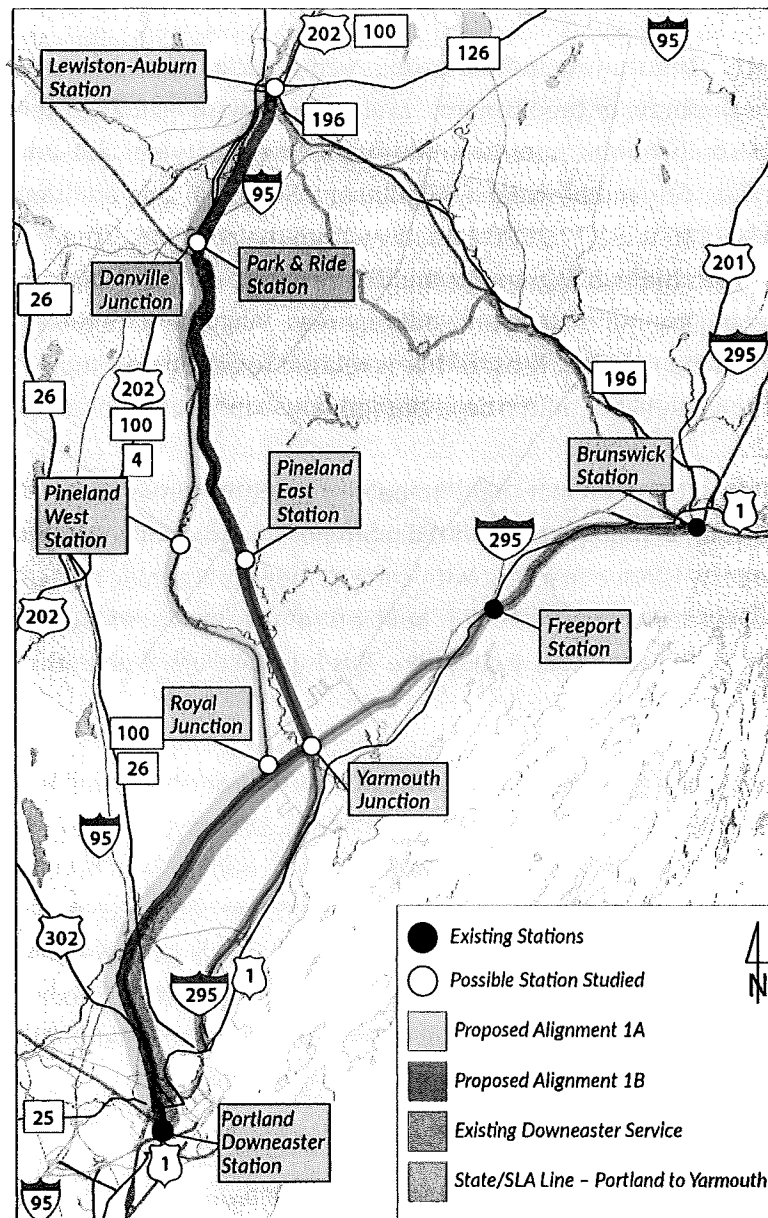 202
100
126
95
Lewiston-Auburn
Station
196
95
201
26
Danville
Junction
Park & Ride
Station
295
26
202
100
4
196
Pineland
West
Station
Pineland
East
Station
Brunswick
Station
1
295
202
Freeport
Station
Royal
Junction
100
26
Yarmouth
Junction
95
302
1
295
25
Portland
Downeaster
Station
1
95
N
Existing Stations
Possible Station Studied
Proposed Alignment 1A
Proposed Alignment 1B
Existing Downeaster Service
State/SLA Line – Portland to Yarmouth